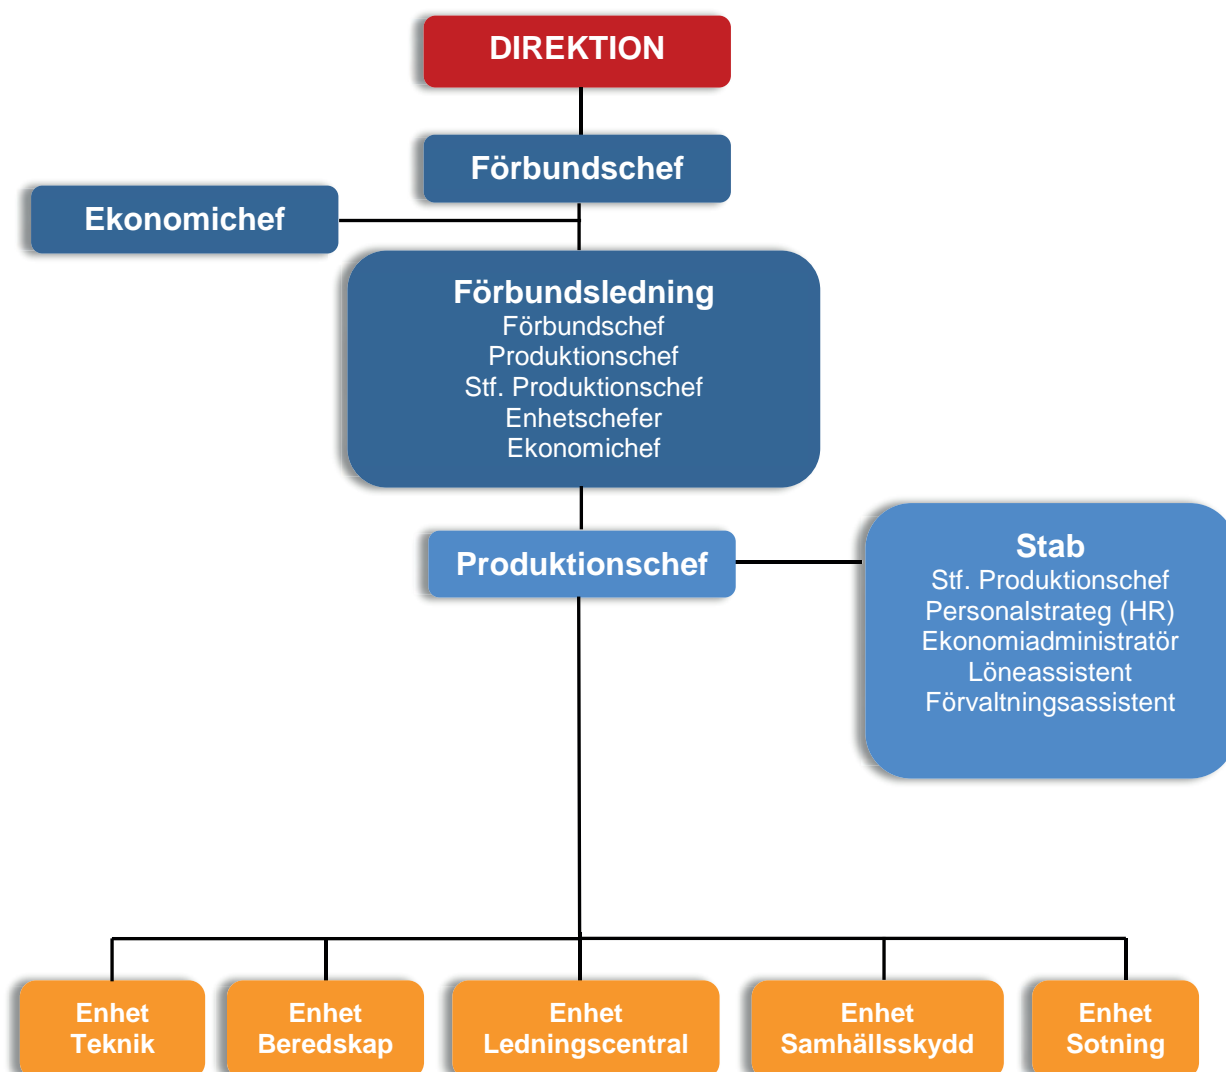 DIREKTION
Förbundschef
Ekonomichef
Förbundsledning
Förbundschef
Produktionschef
Stf. Produktionschef
Enhetschefer
Ekonomichef
Produktionschef
Stab
Stf. Produktionschef
Personalstrateg (HR)
Ekonomiadministratör
Löneassistent
Förvaltningsassistent
Enhet
Teknik
Enhet
Beredskap
Enhet
Ledningscentral
Enhet
Samhällsskydd
Enhet
Sotning